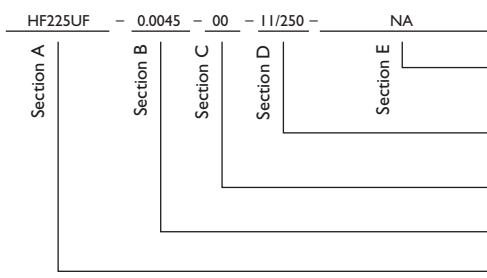 HF225UF – 0.0045 – 00 – 11/250 – NA
Section A
Section B
Section C
Section D
Section E